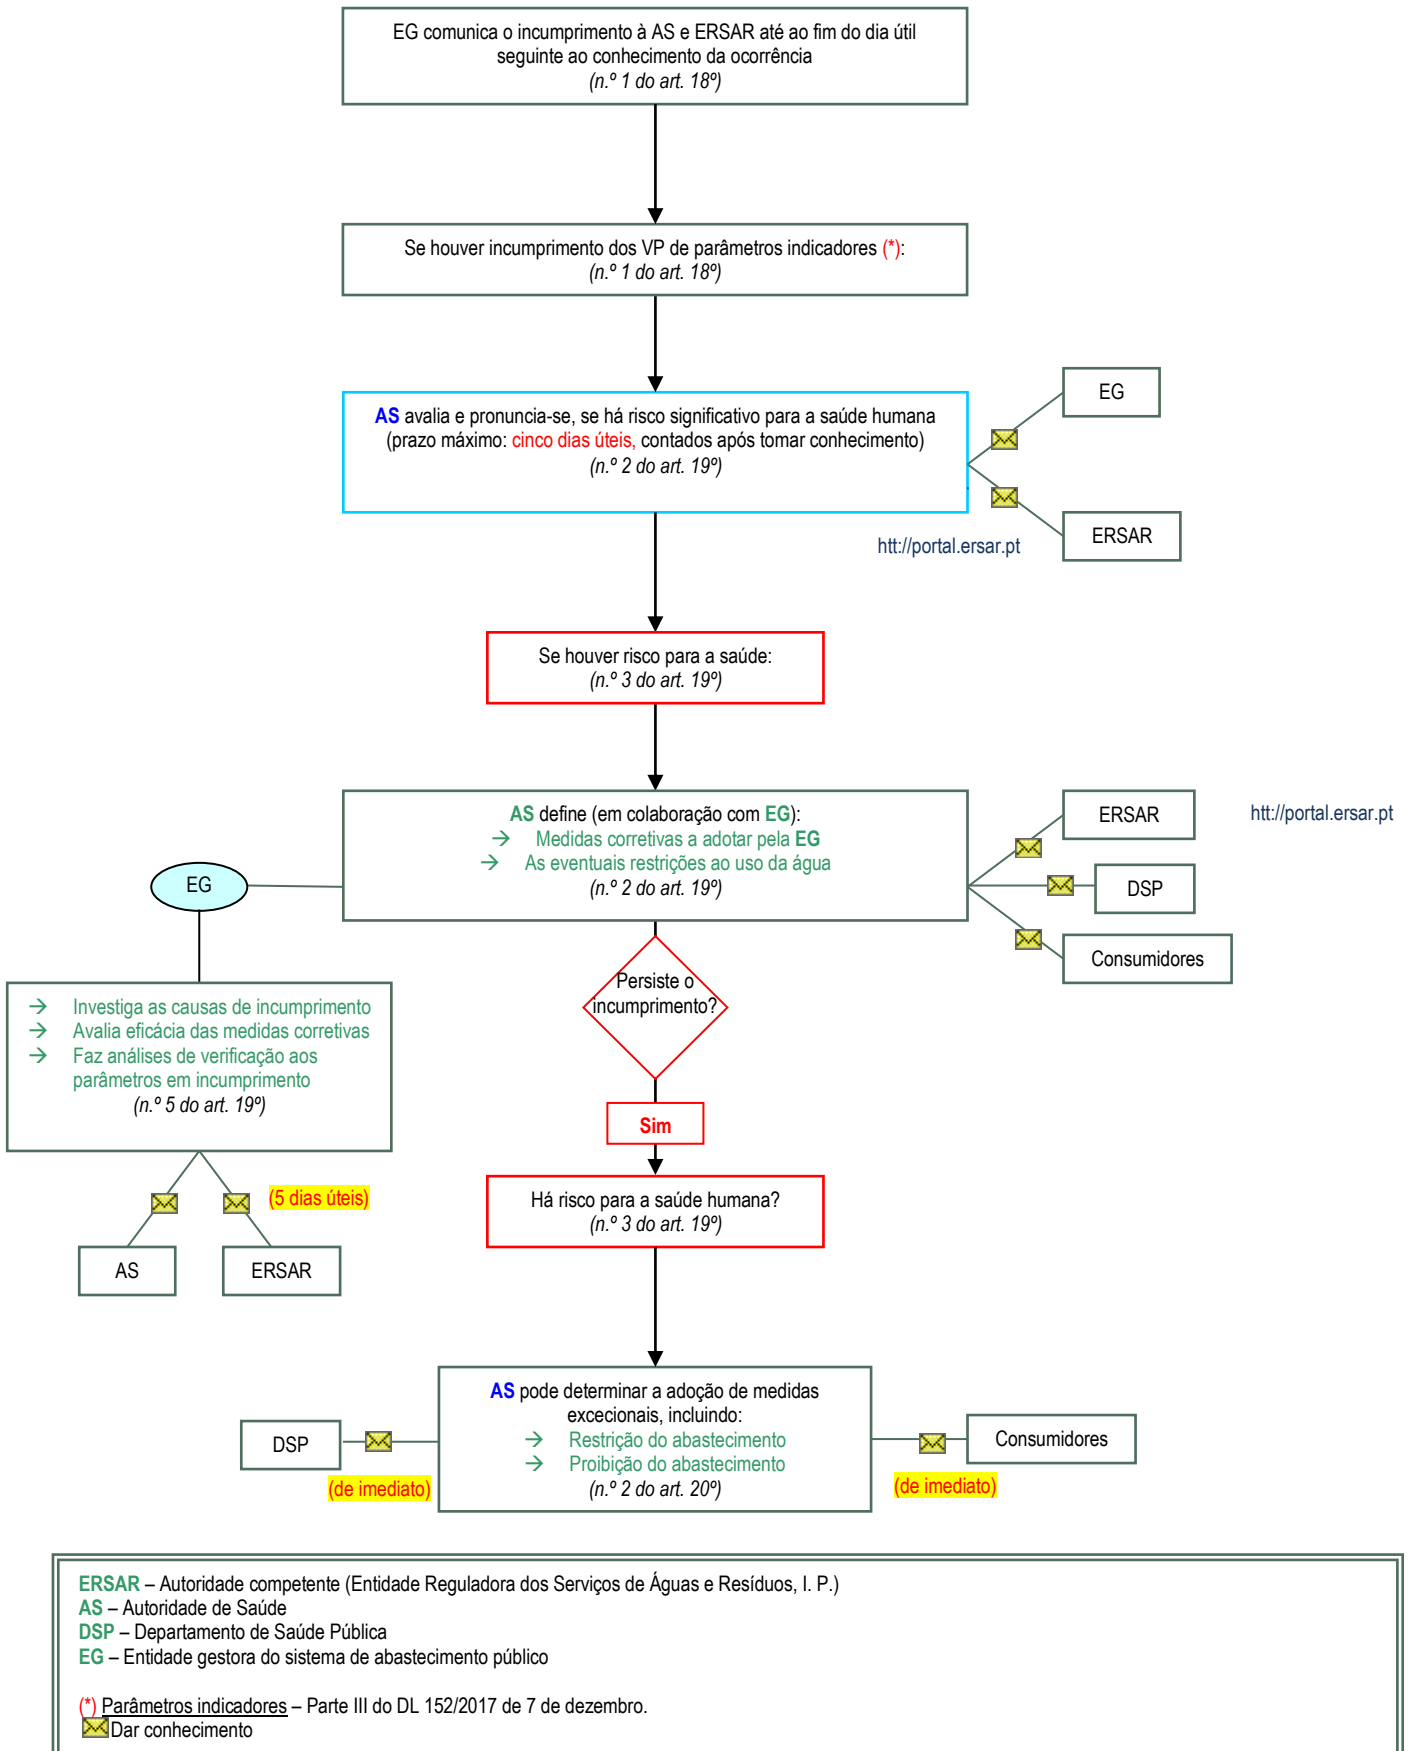 EG comunica o incumprimento à AS e ERSAR até ao fim do dia útil
seguinte ao conhecimento da ocorrência
(n.º 1 do art. 18º)
Se houver incumprimento dos VP de parâmetros indicadores (*):
(n.º 1 do art. 18º)
AS avalia e pronuncia-se, se há risco significativo para a saúde humana
(prazo máximo: cinco dias úteis, contados após tomar conhecimento)
(n.º 2 do art. 19º)
EG
ERSAR
htt://portal.ersar.pt
Se houver risco para a saúde:
(n.º 3 do art. 19º)
AS define (em colaboração com EG):
→ Medidas corretivas a adotar pela EG
→ As eventuais restrições ao uso da água
(n.º 2 do art. 19º)
ERSAR
htt://portal.ersar.pt
DSP
Consumidores
EG
→ Investiga as causas de incumprimento
→ Avalia eficácia das medidas corretivas
→ Faz análises de verificação aos
parâmetros em incumprimento
(n.º 5 do art. 19º)
(5 dias úteis)
AS
ERSAR
Persiste o
incumprimento?
Sim
Há risco para a saúde humana?
(n.º 3 do art. 19º)
AS pode determinar a adoção de medidas
excecionais, incluindo:
→ Restrição do abastecimento
→ Proibição do abastecimento
(n.º 2 do art. 20º)
DSP
(de imediato)
Consumidores
(de imediato)
ERSAR – Autoridade competente (Entidade Reguladora dos Serviços de Águas e Resíduos, I. P.)
AS – Autoridade de Saúde
DSP – Departamento de Saúde Pública
EG – Entidade gestora do sistema de abastecimento público
(*) Parâmetros indicadores – Parte III do DL 152/2017 de 7 de dezembro.
Dar conhecimento